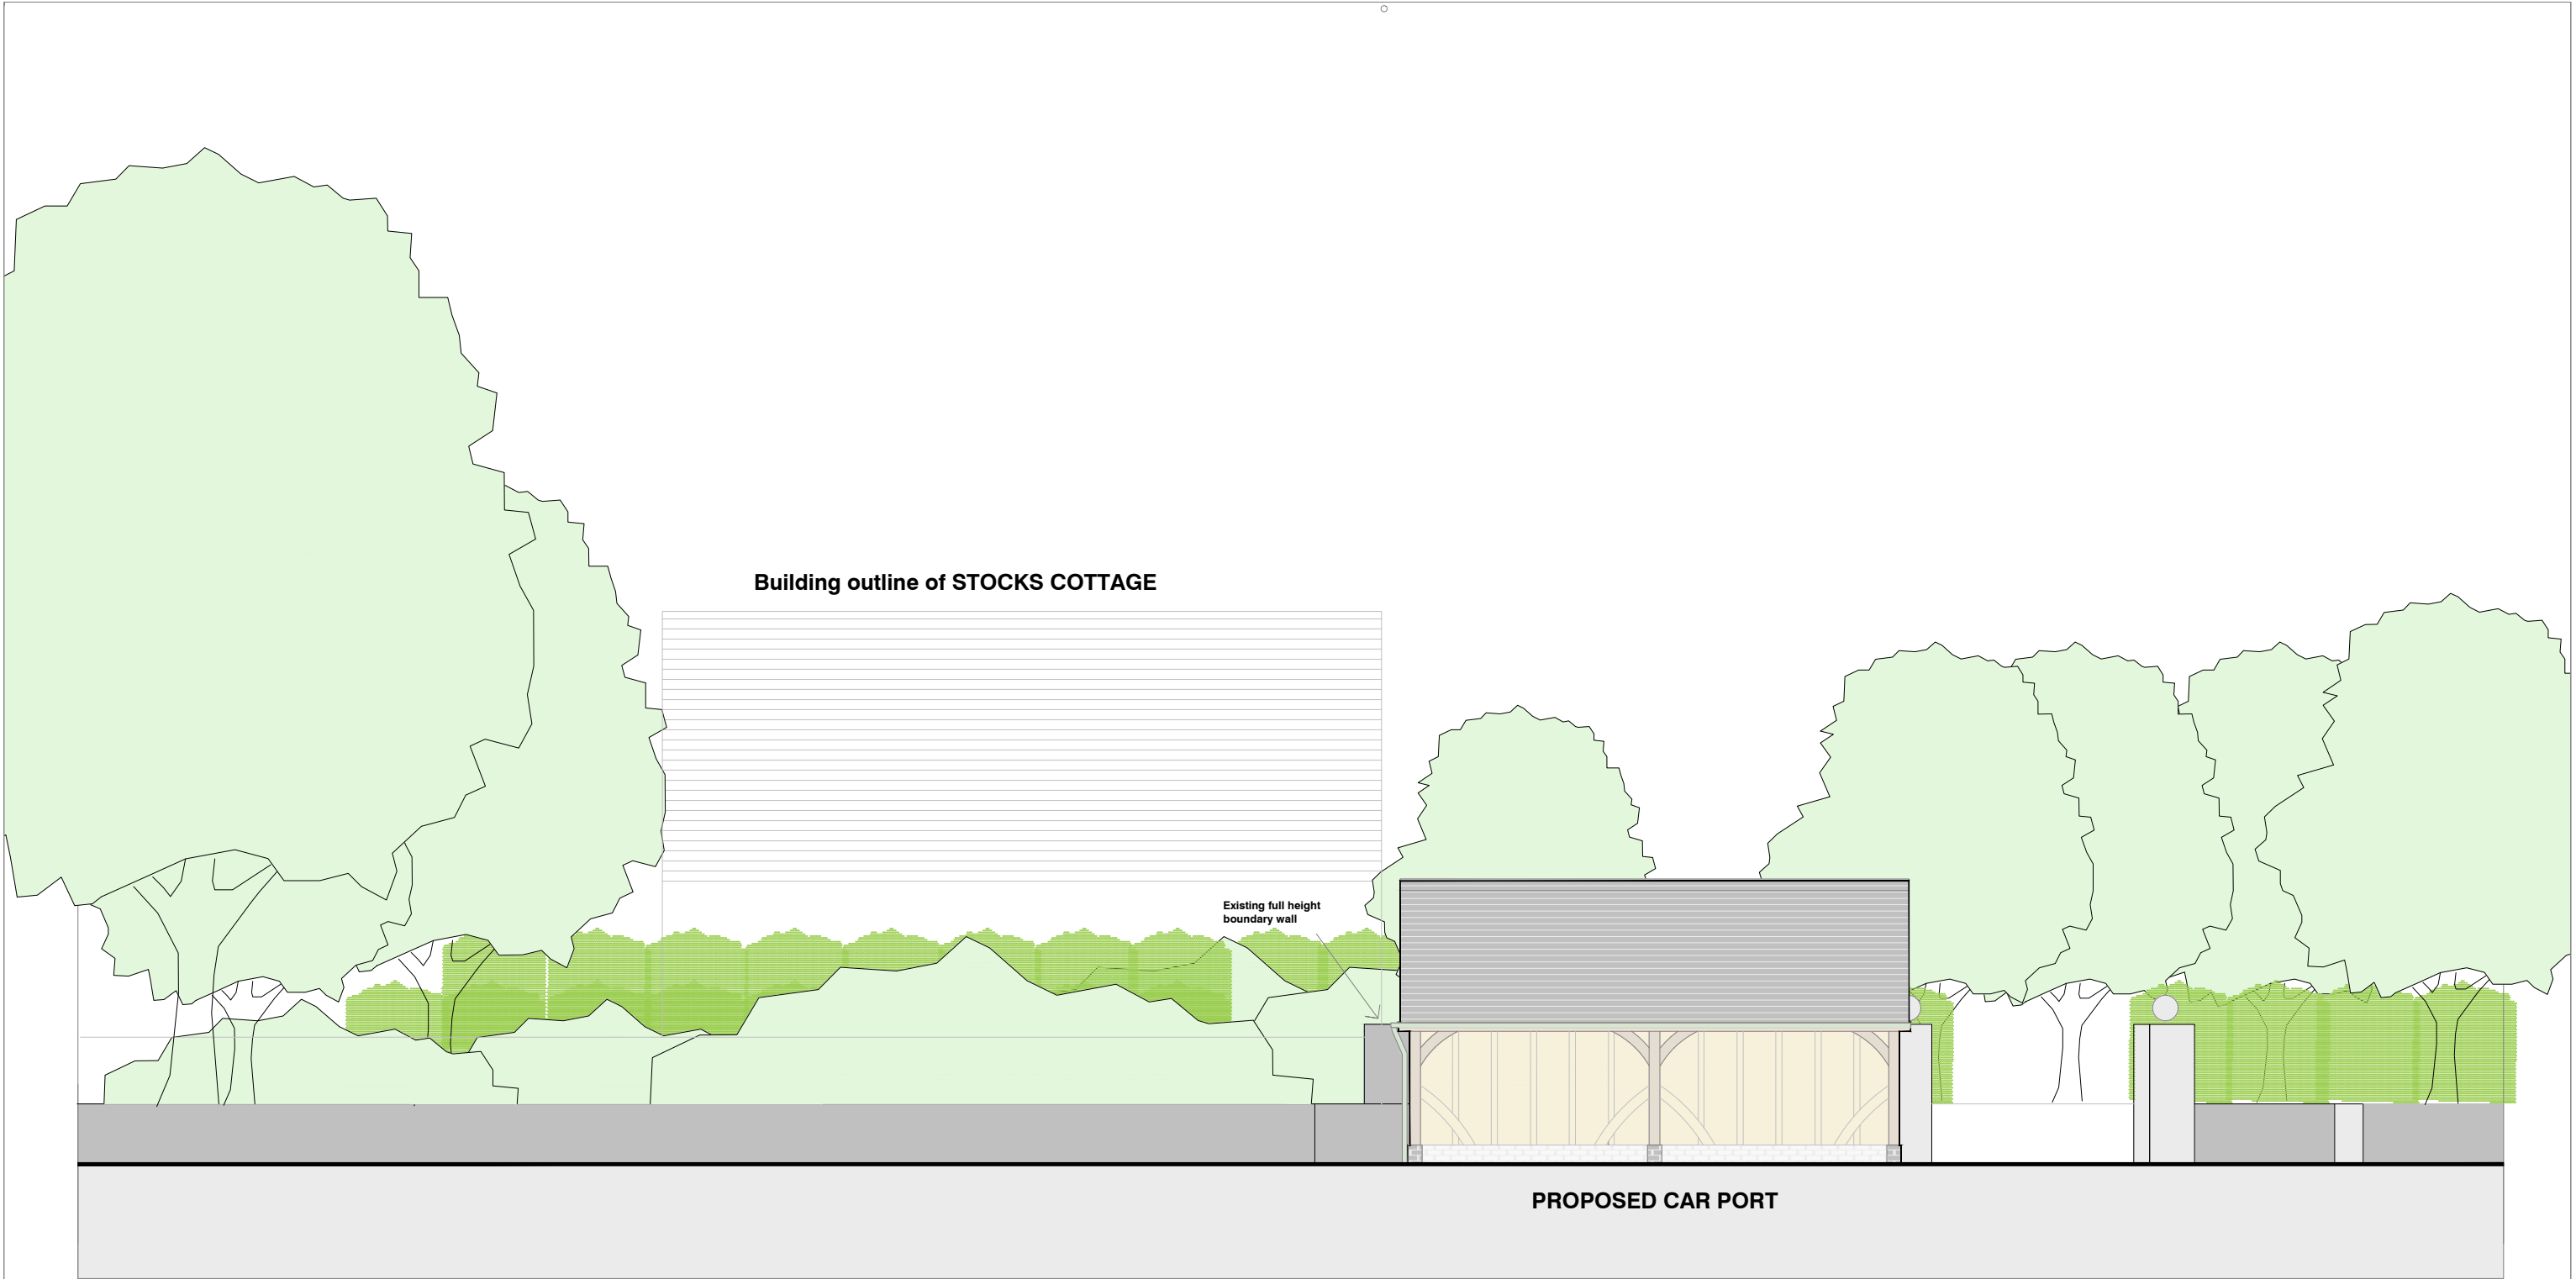 Building outline of STOCKS COTTAGE
Existing full height
boundary wall
PROPOSED CAR PORT